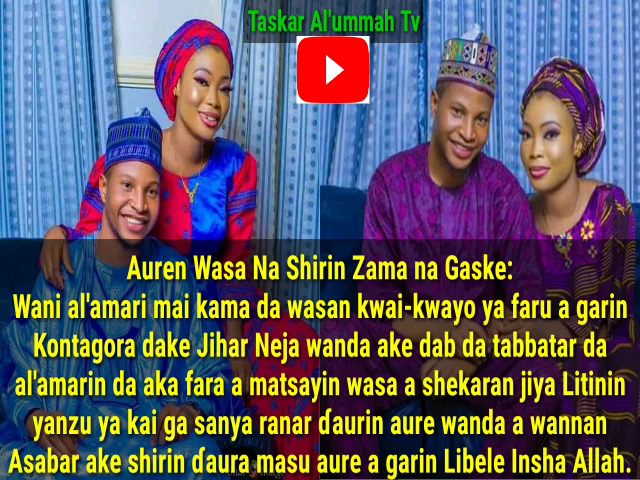 Taskar Al'ummah Tv
Auren Wasa Na Shirin Zama na Gaske:
Wani al'amari mai kama da wasan kwai-kwayo ya faru a garin
Kontagora dake Jihar Neja wanda ake dab da tabbatar da
al'amarin da aka fara a matsayin wasa a shekaran jiya Litinin
yanzu ya kai ga sanya ranar ɗaurin aure wanda a wannan
Asabar ake shirin ɗaura masu aure a garin Libele Insha Allah.